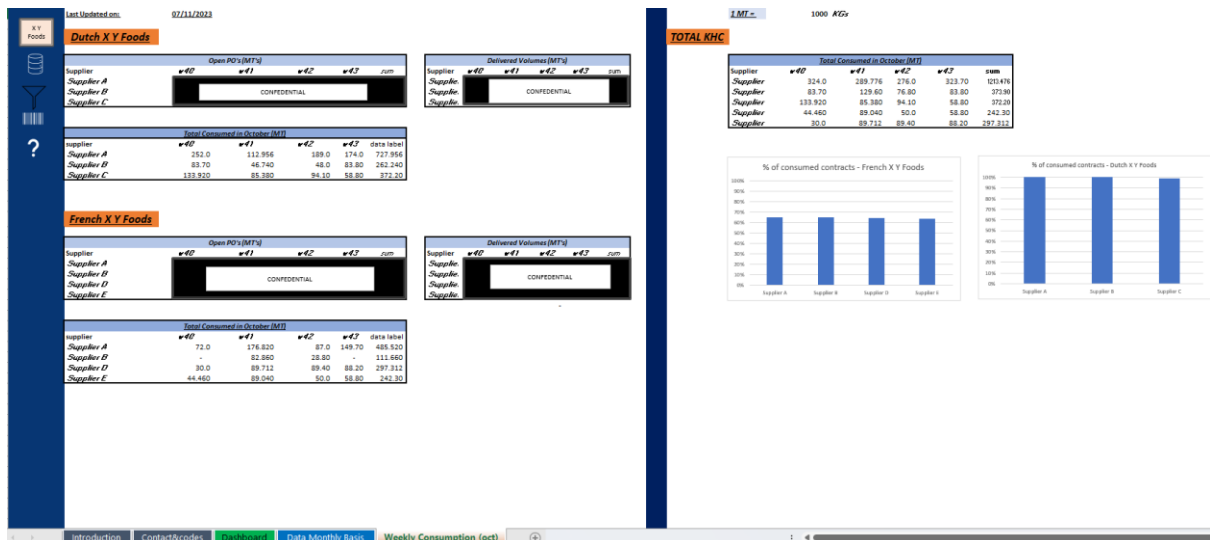 X Y
Foods
?
Last Updated on: 07/11/2023
Dutch X Y Foods
Open PO's(MT's)
Supplier w40 w41 w42 w43 sum
Supplier A
Supplier B
Supplier C
CONFEDENTIAL
Delivered Volumes(MT's)
Supplier w40 w41 w42 w43 sum
Supplie.
Supplie.
Supplie.
CONFEDENTIAL
Total Consumed in October (MT)
supplier w40 w41 w42 w43 data label
Supplier A 252.0 112.956 189.0 174.0 727.956
Supplier B 83.70 46.740 48.0 83.80 262.240
Supplier C 133.920 85.380 94.10 58.80 372.20
French X Y Foods
Open PO's(MT's)
Supplier w40 w41 w42 w43 sum
Supplier A
Supplier B
Supplier D
Supplier E
CONFEDENTIAL
Delivered Volumes(MT's)
Supplier w40 w41 w42 w43 sum
Supplie.
Supplie.
Supplie.
Supplie.
CONFEDENTIAL
-
Total Consumed in October (MT)
supplier w40 w41 w42 w43 data label
Supplier A 72.0 176.820 87.0 149.70 485.520
Supplier B - 82.860 28.80 - 111.660
Supplier D 30.0 89.712 89.40 88.20 297.312
Supplier E 44.460 89.040 50.0 58.80 242.30
1 MT = 1000 KGs
TOTAL KHC
Total Consumed in October (MT)
Supplier w40 w41 w42 w43 sum
Supplier 324.0 289.776 276.0 323.70 1213.476
Supplier 83.70 129.60 76.80 83.80 373.90
Supplier 133.920 85.380 94.10 58.80 372.20
Supplier 44.460 89.040 50.0 58.80 242.30
Supplier 30.0 89.712 89.40 88.20 297.312
% of consumed contracts - French X Y Foods
100%
90%
80%
70%
60%
50%
40%
30%
20%
10%
0%
Supplier A Supplier B Supplier D Supplier E
% of consumed contracts - Dutch X Y Foods
100%
90%
80%
70%
60%
50%
40%
30%
20%
10%
0%
Supplier A Supplier B Supplier C
Introduction Contact&codes Dashboard Data Monthly Basis Weekly Consumption (oct)